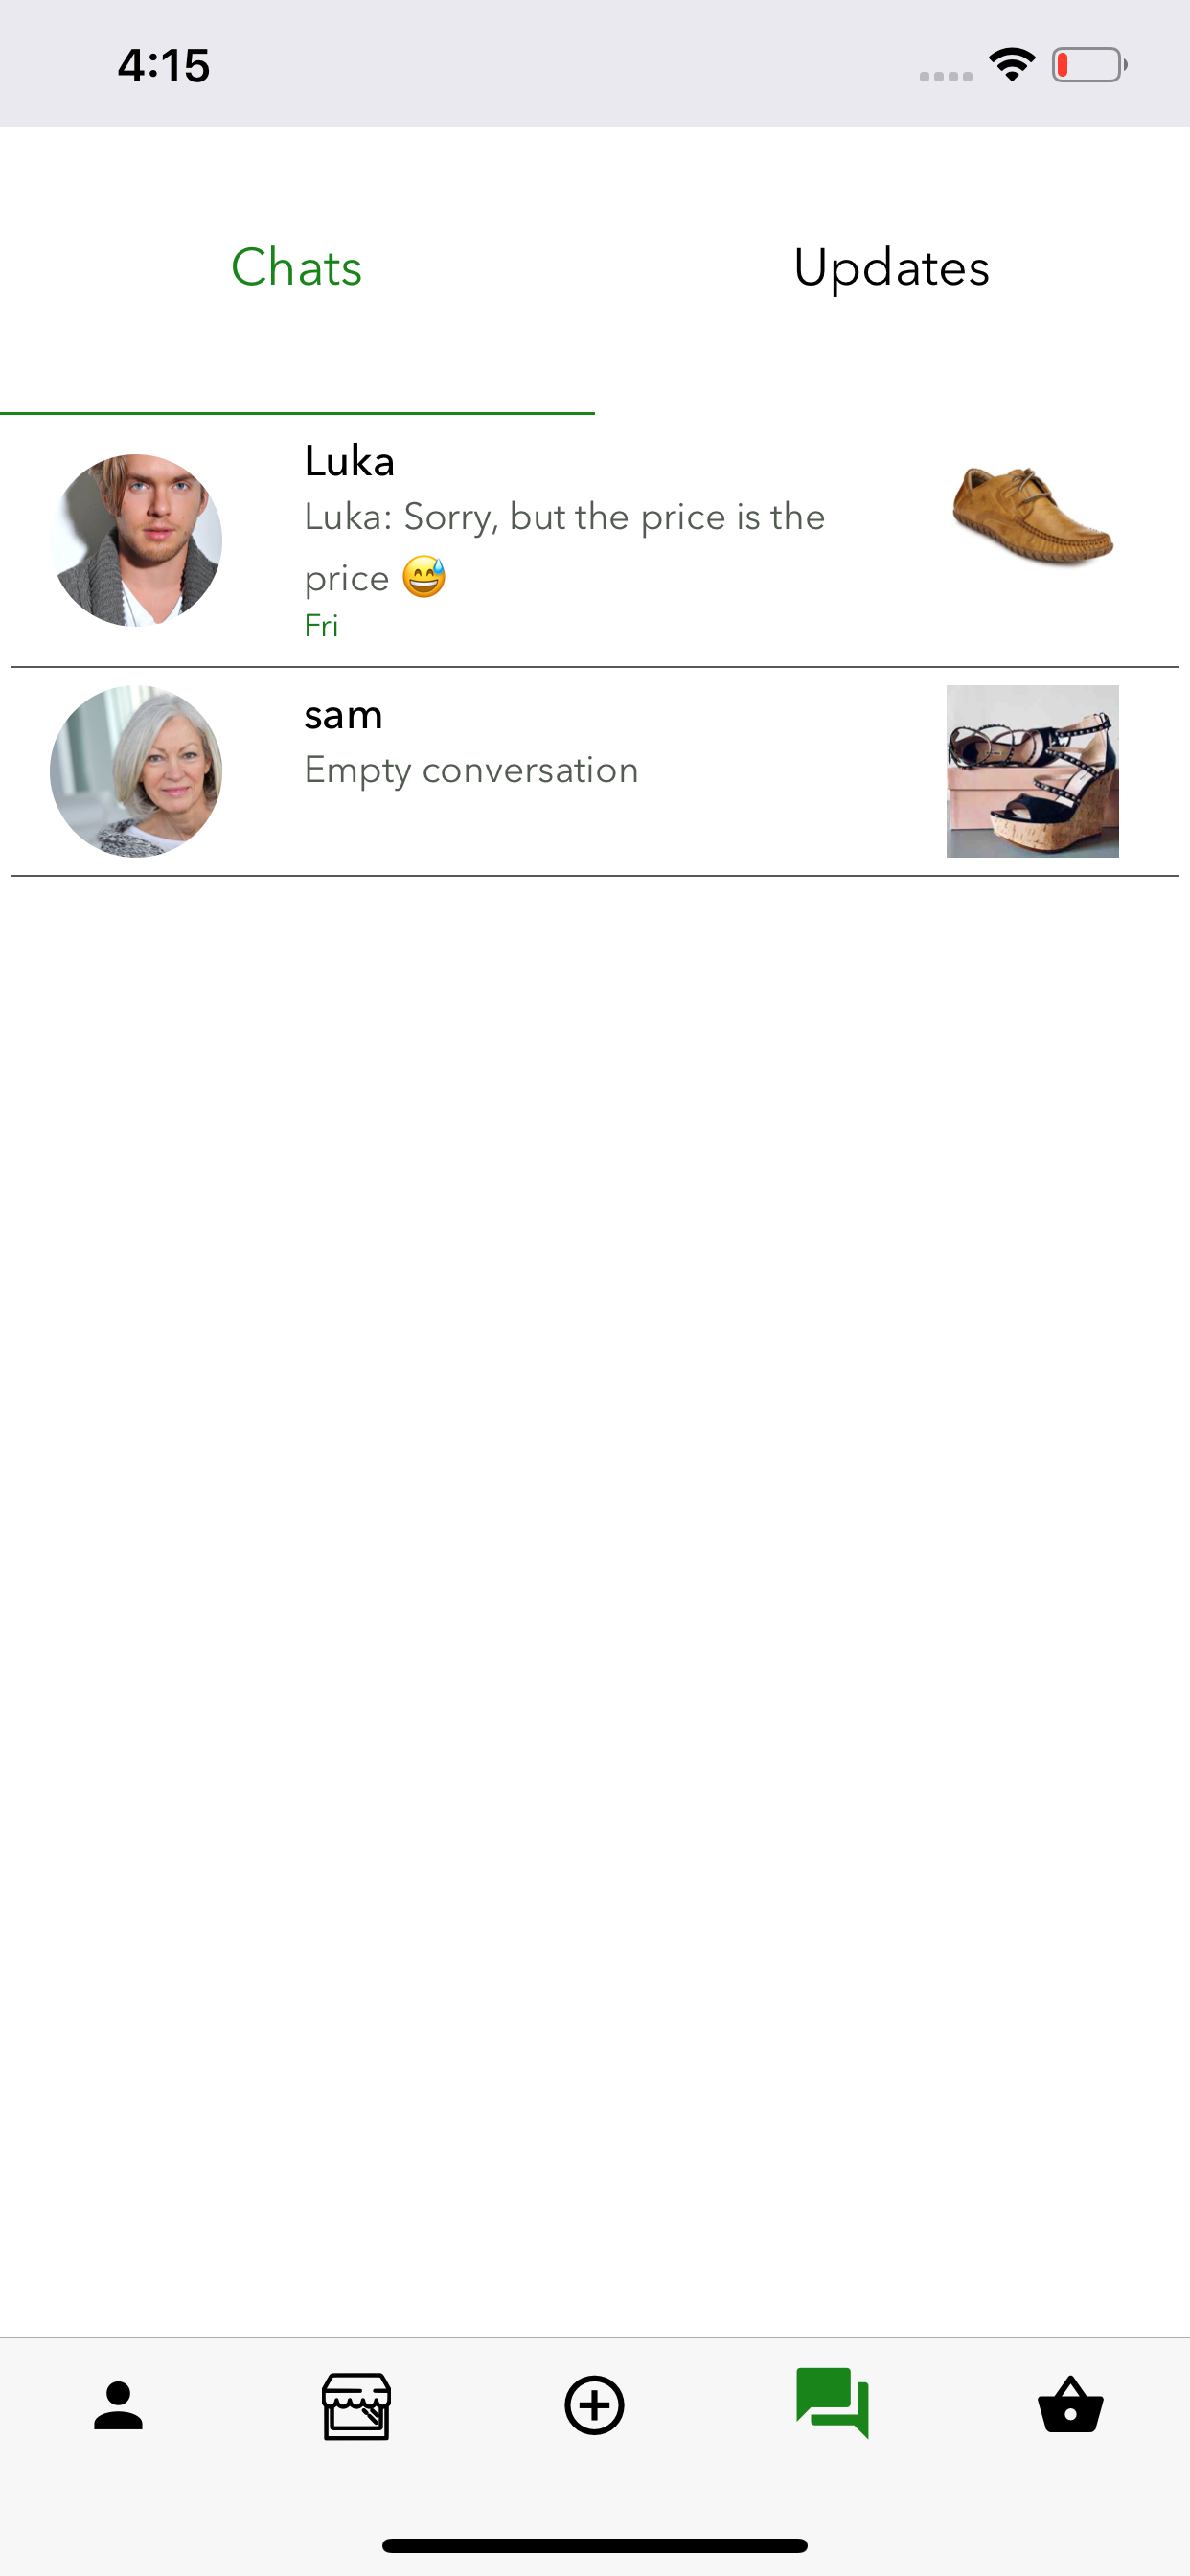 4:15
Chats
Updates
Luka
Luka: Sorry, but the price is the
price 😅
Fri
sam
Empty conversation